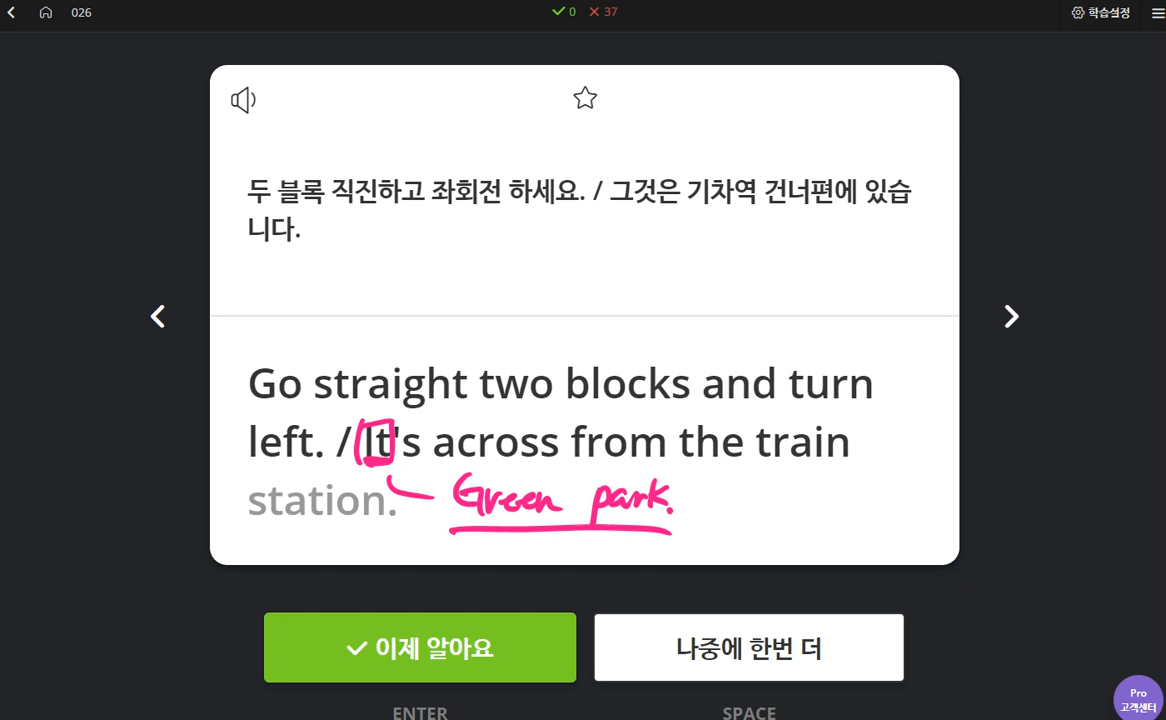 026
0 37
학습설정
두 블록 직진하고 좌회전 하세요. / 그것은 기차역 건너편에 있습
니다.
Go straight two blocks and turn
left. / It's across from the train
station.
Green park.
이제 알아요
나중에 한번 더
ENTER
SPACE
Pro
고객센터